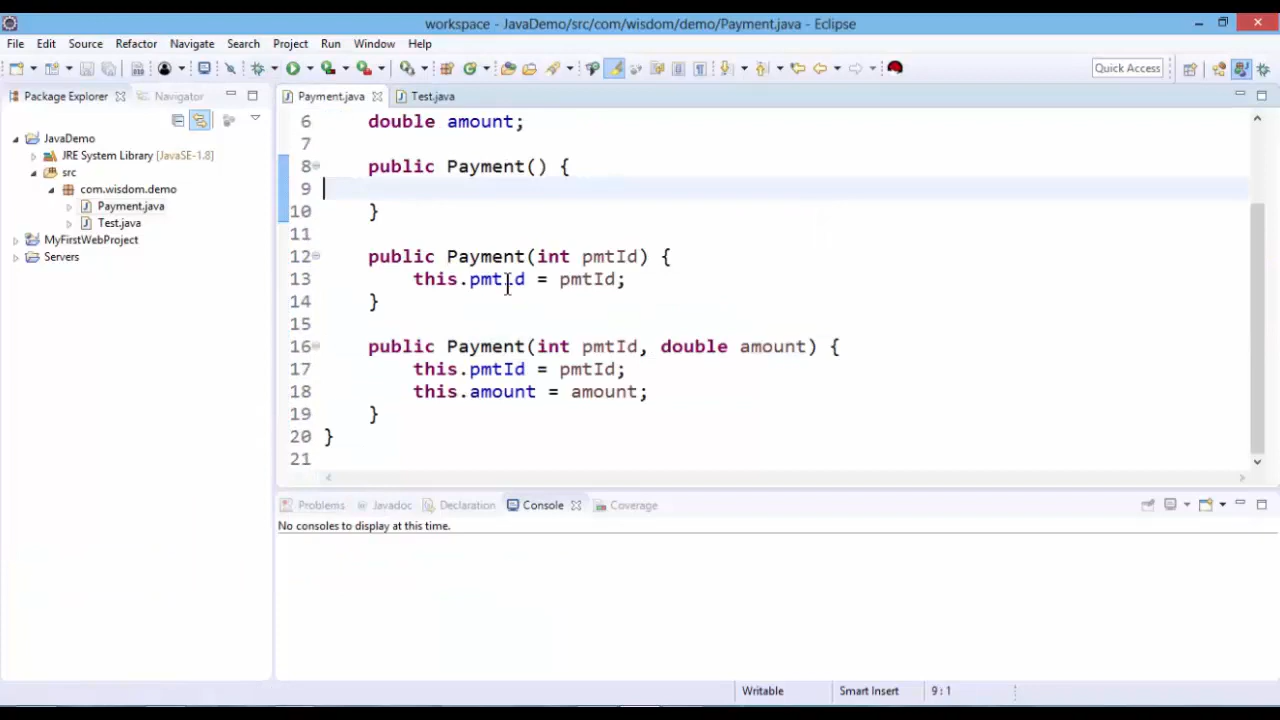 workspace - JavaDemo/src/com/wisdom/demo/Payment.java - Eclipse
File Edit Source Refactor Navigate Search Project Run Window Help
Quick Access
Package Explorer Navigator
Payment.java Test.java
JavaDemo
JRE System Library [JavaSE-1.8]
src
com.wisdom.demo
Payment.java
Test.java
MyFirstWebProject
Servers
6 double amount;
7
8 public Payment() {
9
10 }
11
12 public Payment(int pmtId) {
13 this.pmtId = pmtId;
14 }
15
16 public Payment(int pmtId, double amount) {
17 this.pmtId = pmtId;
18 this.amount = amount;
19 }
20 }
21
Problems Javadoc Declaration Console Coverage
No consoles to display at this time.
Writable Smart Insert 9 : 1